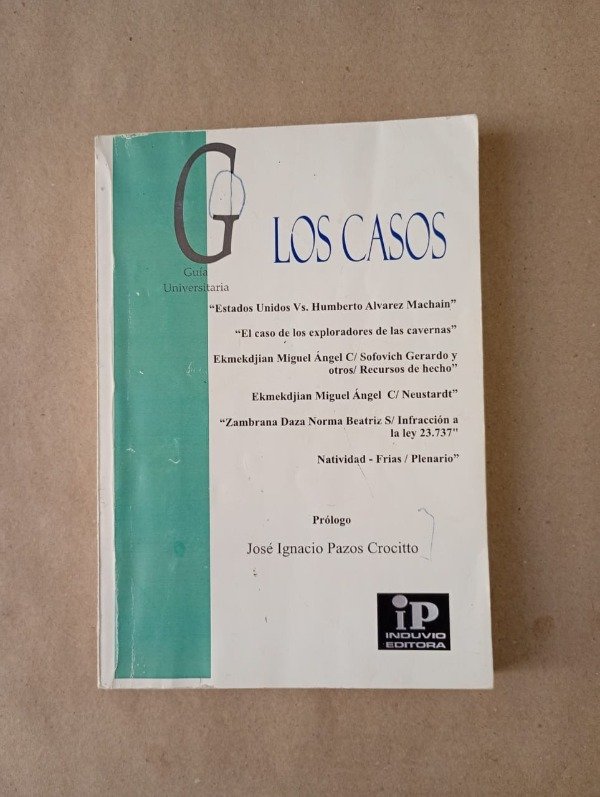 G
Guía
Universitaria
LOS CASOS
“Estados Unidos Vs. Humberto Alvarez Machain”
“El caso de los exploradores de las cavernas”
Ekmekdjian Miguel Ángel C/ Sofovich Gerardo y
otros/ Recursos de hecho”
Ekmekdjian Miguel Ángel C/ Neustardt”
“Zambrana Daza Norma Beatriz S/ Infracción a
la ley 23.737"
Natividad - Frias / Plenario”
Prólogo
José Ignacio Pazos Crocitto
iP
INDUVIO
EDITORA